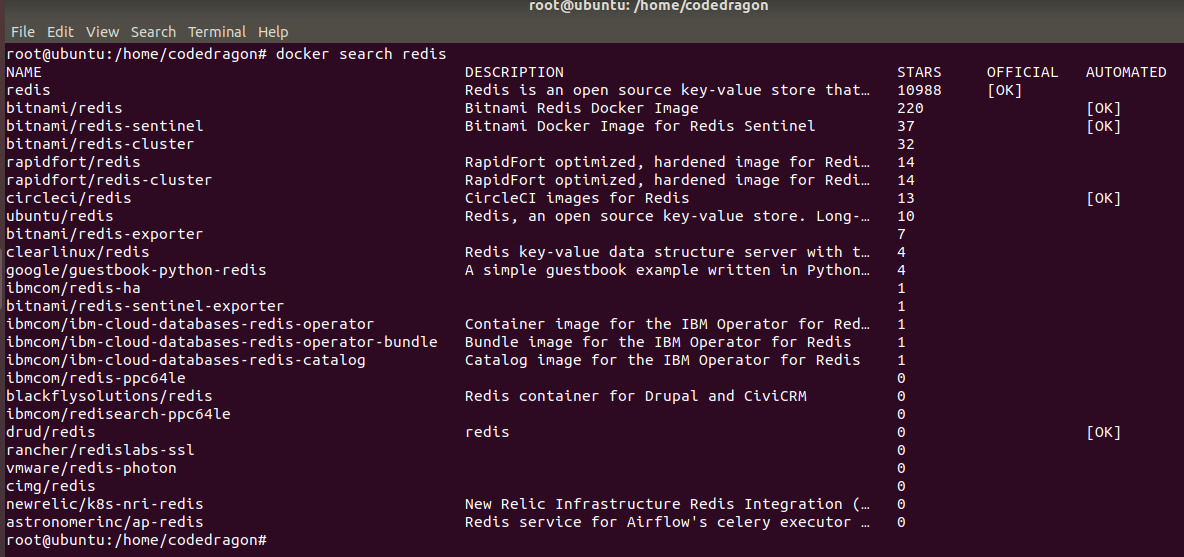 root@ubuntu: /home/codedragon
File Edit View Search Terminal Help
root@ubuntu:/home/codedragon# docker search redis
NAME DESCRIPTION STARS OFFICIAL AUTOMATED
redis Redis is an open source key-value store that… 10988 [OK]
bitnami/redis Bitnami Redis Docker Image 220 [OK]
bitnami/redis-sentinel Bitnami Docker Image for Redis Sentinel 37 [OK]
bitnami/redis-cluster 32
rapidfort/redis RapidFort optimized, hardened image for Redi… 14
rapidfort/redis-cluster RapidFort optimized, hardened image for Redi… 14
circleci/redis CircleCI images for Redis 13 [OK]
ubuntu/redis Redis, an open source key-value store. Long-… 10
bitnami/redis-exporter 7
clearlinux/redis Redis key-value data structure server with t… 4
google/guestbook-python-redis A simple guestbook example written in Python… 4
ibmcom/redis-ha 1
bitnami/redis-sentinel-exporter 1
ibmcom/ibm-cloud-databases-redis-operator Container image for the IBM Operator for Red… 1
ibmcom/ibm-cloud-databases-redis-operator-bundle Bundle image for the IBM Operator for Redis 1
ibmcom/ibm-cloud-databases-redis-catalog Catalog image for the IBM Operator for Redis 1
ibmcom/redis-ppc64le 0
blackflysolutions/redis Redis container for Drupal and CiviCRM 0
ibmcom/redisearch-ppc64le 0
drud/redis redis 0 [OK]
rancher/redislabs-ssl 0
vmware/redis-photon 0
cimg/redis 0
newrelic/k8s-nri-redis New Relic Infrastructure Redis Integration (… 0
astronomerinc/ap-redis Redis service for Airflow's celery executor … 0
root@ubuntu:/home/codedragon#